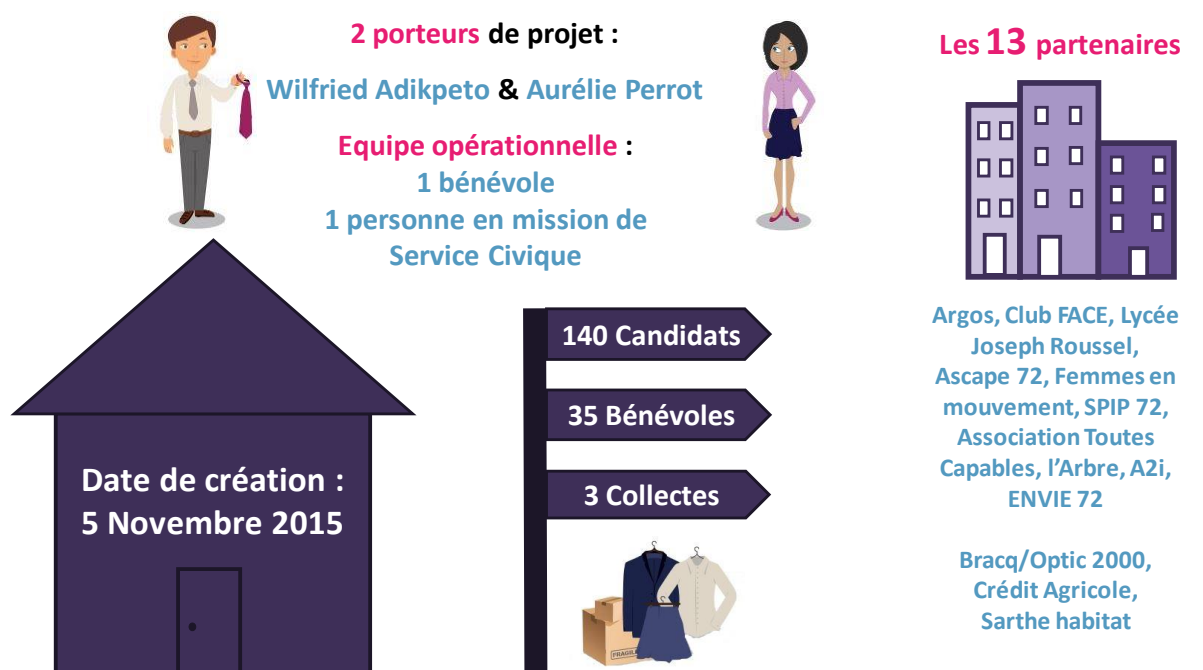 2 porteurs de projet :
Wilfried Adikpeto & Aurélie Perrot
Equipe opérationnelle :
1 bénévole
1 personne en mission de
Service Civique
Date de création :
5 Novembre 2015
140 Candidats
35 Bénévoles
3 Collectes
FRAGILE
Les 13 partenaires
Argos, Club FACE, Lycée
Joseph Roussel,
Ascape 72, Femmes en
mouvement, SPIP 72,
Association Toutes
Capables, l’Arbre, A2i,
ENVIE 72
Bracq/Optic 2000,
Crédit Agricole,
Sarthe habitat